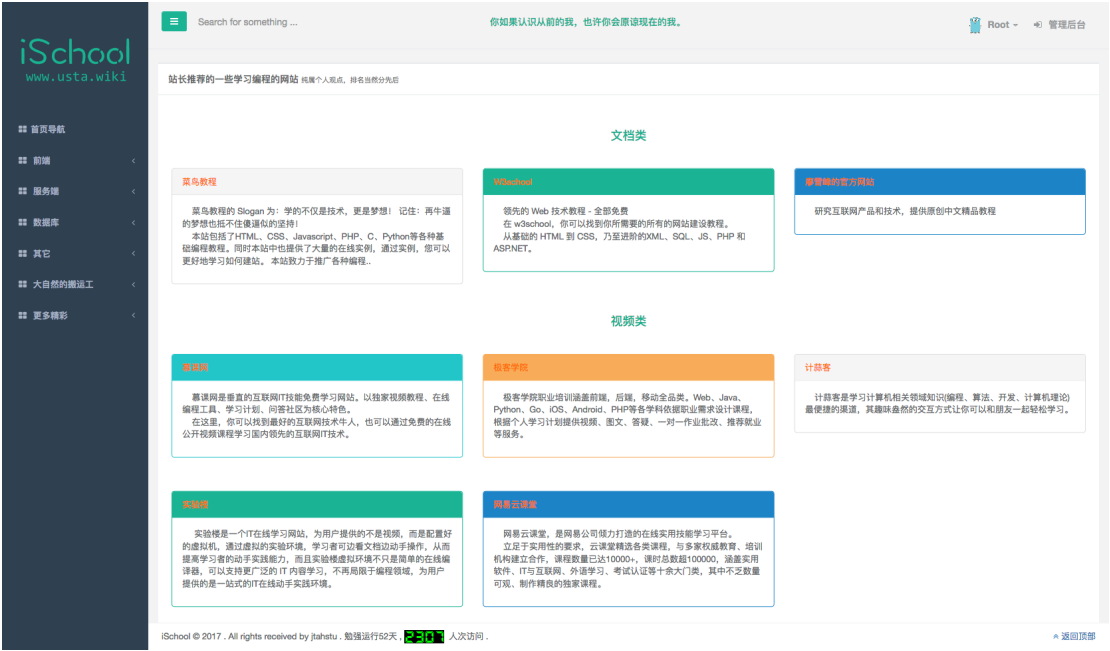 iSchool
www.usta.wiki
首页导航
前端
服务端
数据库
其它
大自然的搬运工
更多精彩
Search for something ...
你如果认识从前的我，也许你会原谅现在的我。
Root
管理后台
站长推荐的一些学习编程的网站 纯属个人观点，排名当然分先后
文档类
菜鸟教程
菜鸟教程的 Slogan 为：学的不仅是技术，更是梦想！ 记住：再牛逼
的梦想也抵不住傻逼似的坚持！
本站包括了HTML、CSS、Javascript、PHP、C、Python等各种基
础编程教程。同时本站中也提供了大量的在线实例，通过实例，您可以
更好地学习如何建站。 本站致力于推广各种编程..
W3school
领先的 Web 技术教程 - 全部免费
在 w3school，你可以找到你所需要的所有的网站建设教程。
从基础的 HTML 到 CSS，乃至进阶的XML、SQL、JS、PHP 和
ASP.NET。
廖雪峰的官方网站
研究互联网产品和技术，提供原创中文精品教程
视频类
慕课网
慕课网是垂直的互联网IT技能免费学习网站。以独家视频教程、在线
编程工具、学习计划、问答社区为核心特色。
在这里，你可以找到最好的互联网技术牛人，也可以通过免费的在线
公开视频课程学习国内领先的互联网IT技术。
极客学院
极客学院职业培训涵盖前端，后端，移动全品类。Web、Java、
Python、Go、iOS、Android、PHP等各学科依据职业需求设计课程，
根据个人学习计划提供视频、图文、答疑、一对一作业批改、推荐就业
等服务。
计蒜客
计蒜客是学习计算机相关领域知识(编程、算法、开发、计算机理论)
最便捷的渠道，其趣味盎然的交互方式让你可以和朋友一起轻松学习。
实验楼
实验楼是一个IT在线学习网站，为用户提供的不是视频，而是配置好
的虚拟机，通过虚拟的实验环境，学习者可边看文档边动手操作，从而
提高学习者的动手实践能力，而且实验楼虚拟环境不只是简单的在线编
译器，可以支持更广泛的 IT 内容学习，不再局限于编程领域，为用户
提供的是一站式的IT在线动手实践环境。
网易云课堂
网易云课堂，是网易公司倾力打造的在线实用技能学习平台。
立足于实用性的要求，云课堂精选各类课程，与多家权威教育、培训
机构建立合作，课程数量已达10000+，课时总数超100000，涵盖实用
软件、IT与互联网、外语学习、考试认证等十余大门类，其中不乏数量
可观、制作精良的独家课程。
iSchool © 2017 . All rights received by jtahstu . 勉强运行52天 , 2307 人次访问 .
返回顶部